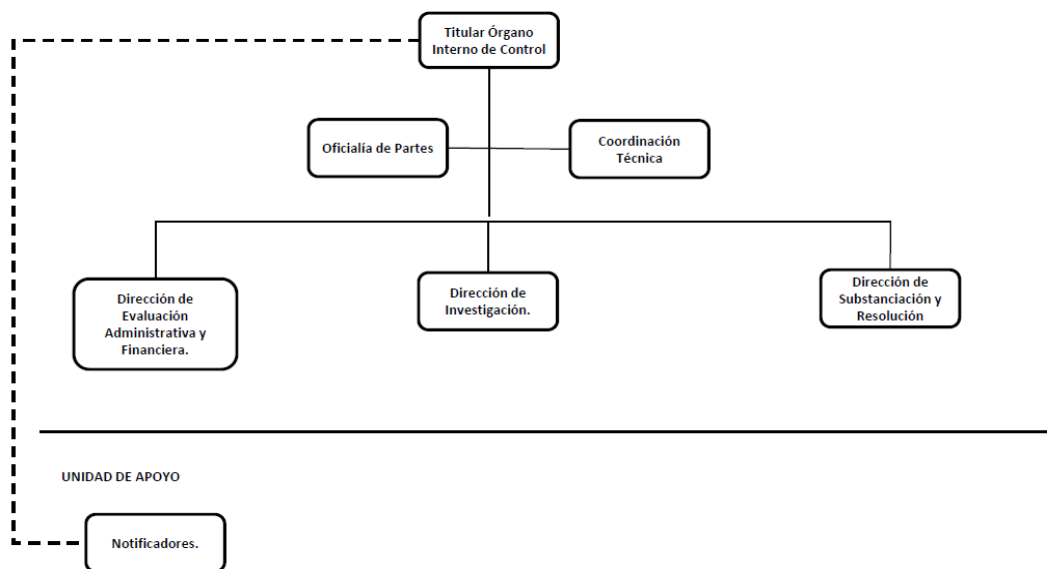 Titular Órgano
Interno de Control
Oficialía de Partes
Coordinación
Técnica
Dirección de
Evaluación
Administrativa y
Financiera.
Dirección de
Investigación.
Dirección de
Substanciación y
Resolución
UNIDAD DE APOYO
Notificadores.